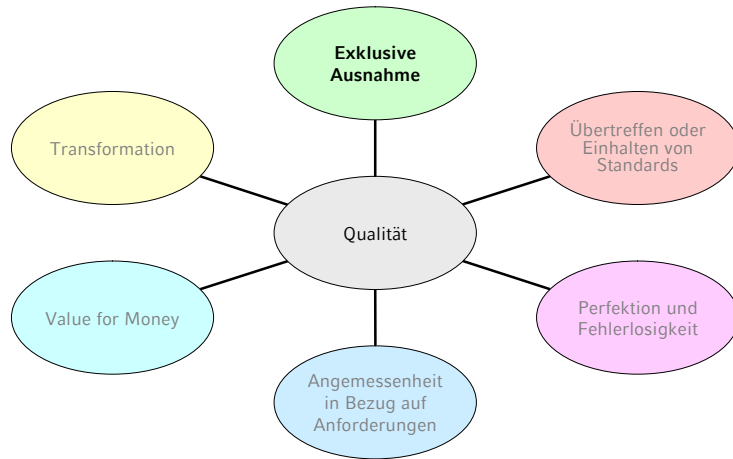 Exklusive
Ausnahme
Transformation
Übertreffen oder
Einhalten von
Standards
Qualität
Value for Money
Perfektion und
Fehlerlosigkeit
Angemessenheit
in Bezug auf
Anforderungen